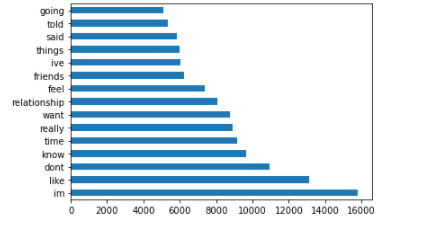 going
told
said
things
ive
friends
feel
relationship
want
really
time
know
dont
like
im
0 2000 4000 6000 8000 10000 12000 14000 16000